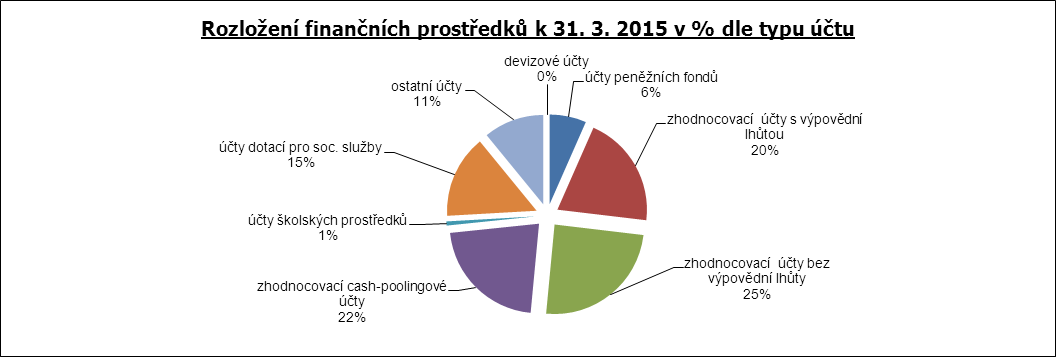 Rozložení finančních prostředků k 31. 3. 2015 v % dle typu účtu
devizové účty
0%
účty peněžních fondů
6%
zhodnocovací  účty s výpovědní
lhůtou
20%
zhodnocovací  účty bez
výpovědní lhůty
25%
zhodnocovací cash-poolingové
účty
22%
účty školských prostředků
1%
účty dotací pro soc. služby
15%
ostatní účty
11%